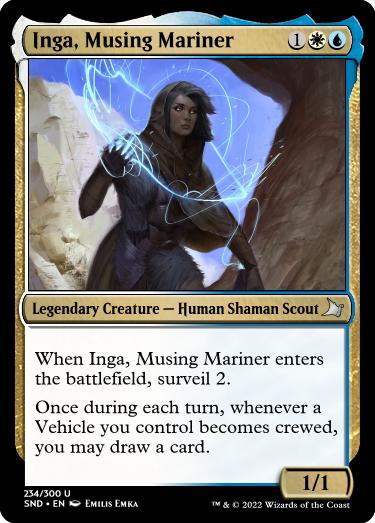 Inga, Musing Mariner 1
Legendary Creature — Human Shaman Scout
When Inga, Musing Mariner enters
the battlefield, surveil 2.
Once during each turn, whenever a
Vehicle you control becomes crewed,
you may draw a card.
1/1
234/300 U
SND • EN Emilis Emka
™ & © 2022 Wizards of the Coast